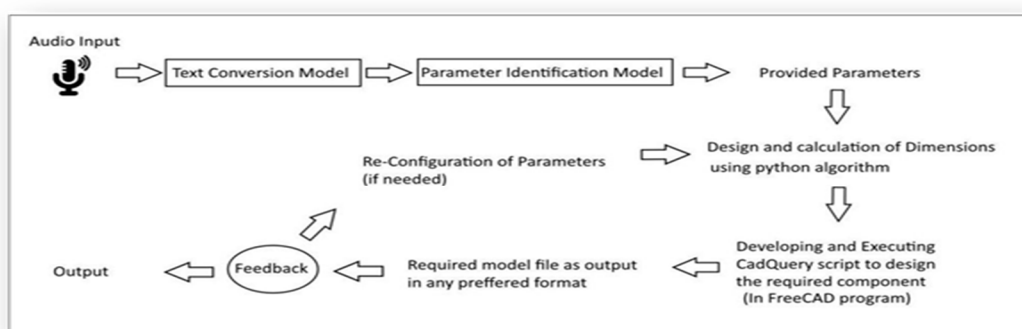 Audio Input
Text Conversion Model
Parameter Identification Model
Provided Parameters
Design and calculation of Dimensions
using python algorithm
Re-Configuration of Parameters
(if needed)
Developing and Executing
CadQuery script to design
the required component
(In FreeCAD program)
Required model file as output
in any preffered format
Feedback
Output